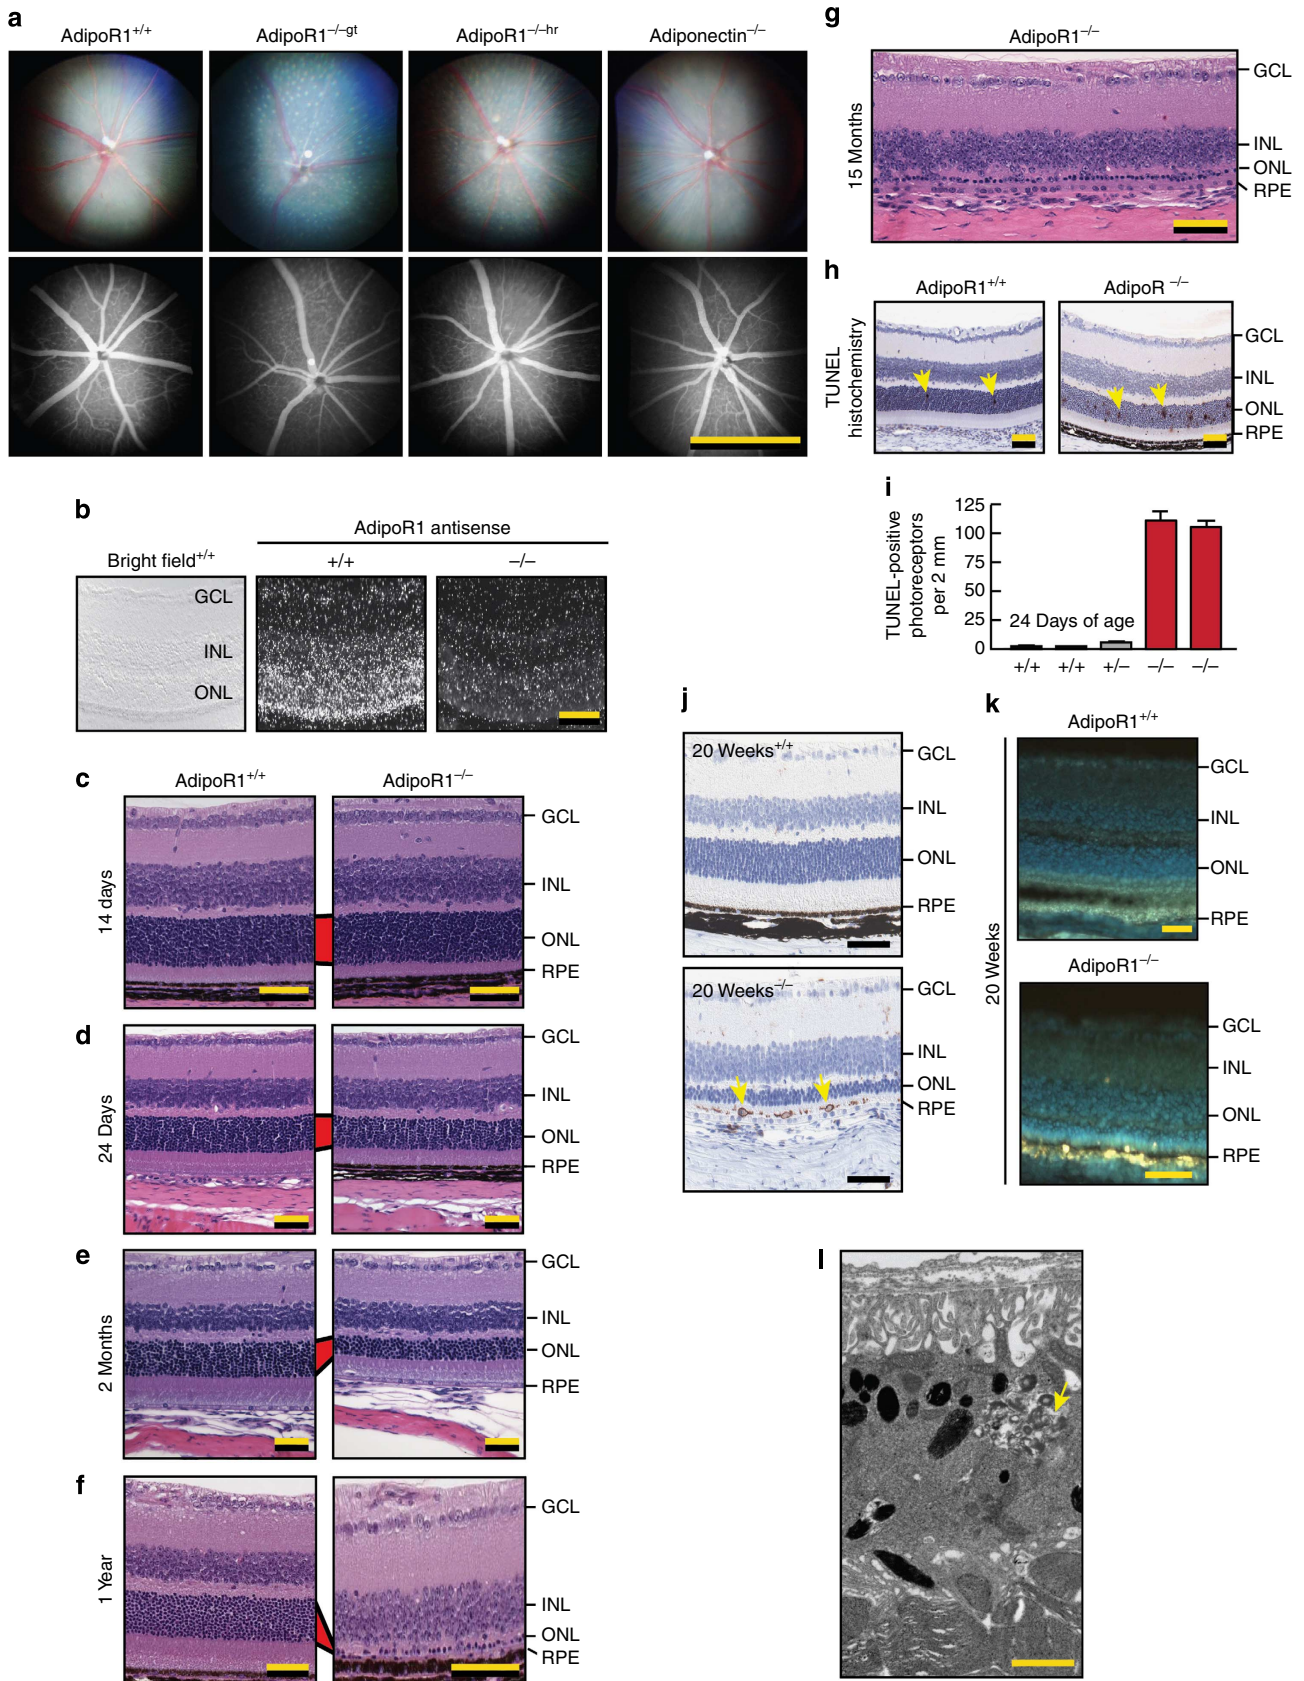 a
AdipoR1+/+
AdipoR1−/−gt
AdipoR1−/−hr
Adiponectin−/−
b
AdipoR1 antisense
Bright field+/+
+/+
−/−
GCL
INL
ONL
c
AdipoR1+/+
AdipoR1−/−
14 days
GCL
INL
ONL
RPE
d
24 Days
GCL
INL
ONL
RPE
e
2 Months
GCL
INL
ONL
RPE
f
1 Year
GCL
INL
ONL
RPE
g
AdipoR1−/−
15 Months
GCL
INL
ONL
RPE
h
AdipoR1+/+
AdipoR −/−
TUNEL
histochemistry
GCL
INL
ONL
RPE
i
TUNEL-positive
photoreceptors
per 2 mm
125
100
75
50
25
0
24 Days of age
+/+
+/+
+/−
−/−
−/−
j
20 Weeks+/+
GCL
INL
ONL
RPE
20 Weeks−/−
GCL
INL
ONL
RPE
k
AdipoR1+/+
20 Weeks
GCL
INL
ONL
RPE
AdipoR1−/−
GCL
INL
ONL
RPE
l